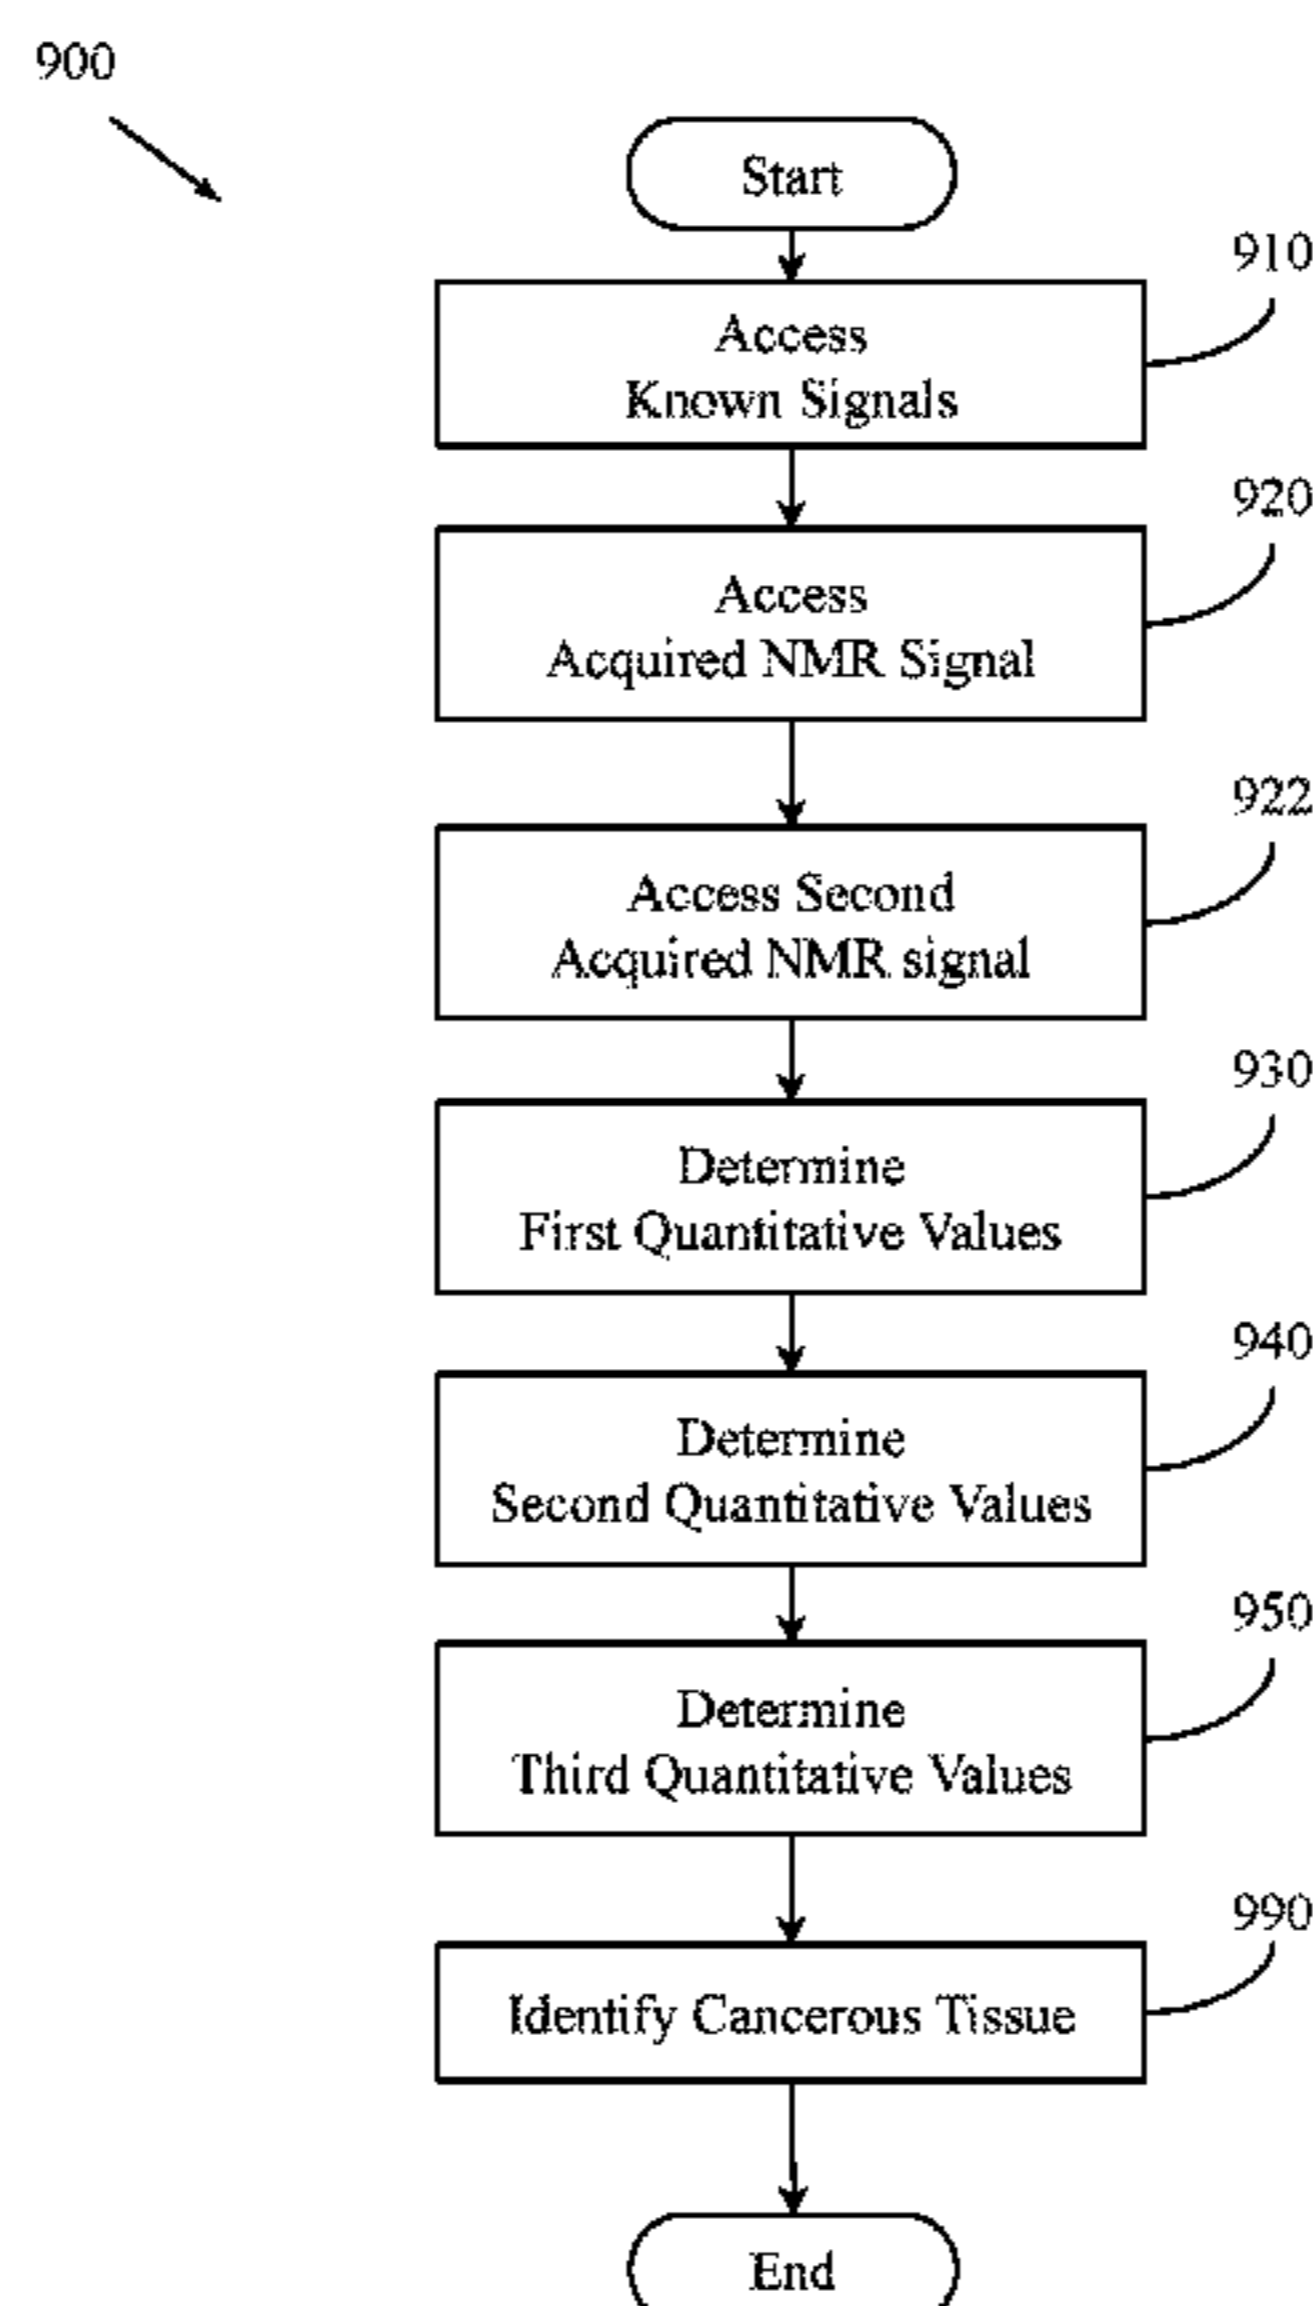 900
Start
910
Access
Known Signals
920
Access
Acquired NMR Signal
922
Access Second
Acquired NMR signal
930
Determine
First Quantitative Values
940
Determine
Second Quantitative Values
950
Determine
Third Quantitative Values
990
Identify Cancerous Tissue
End